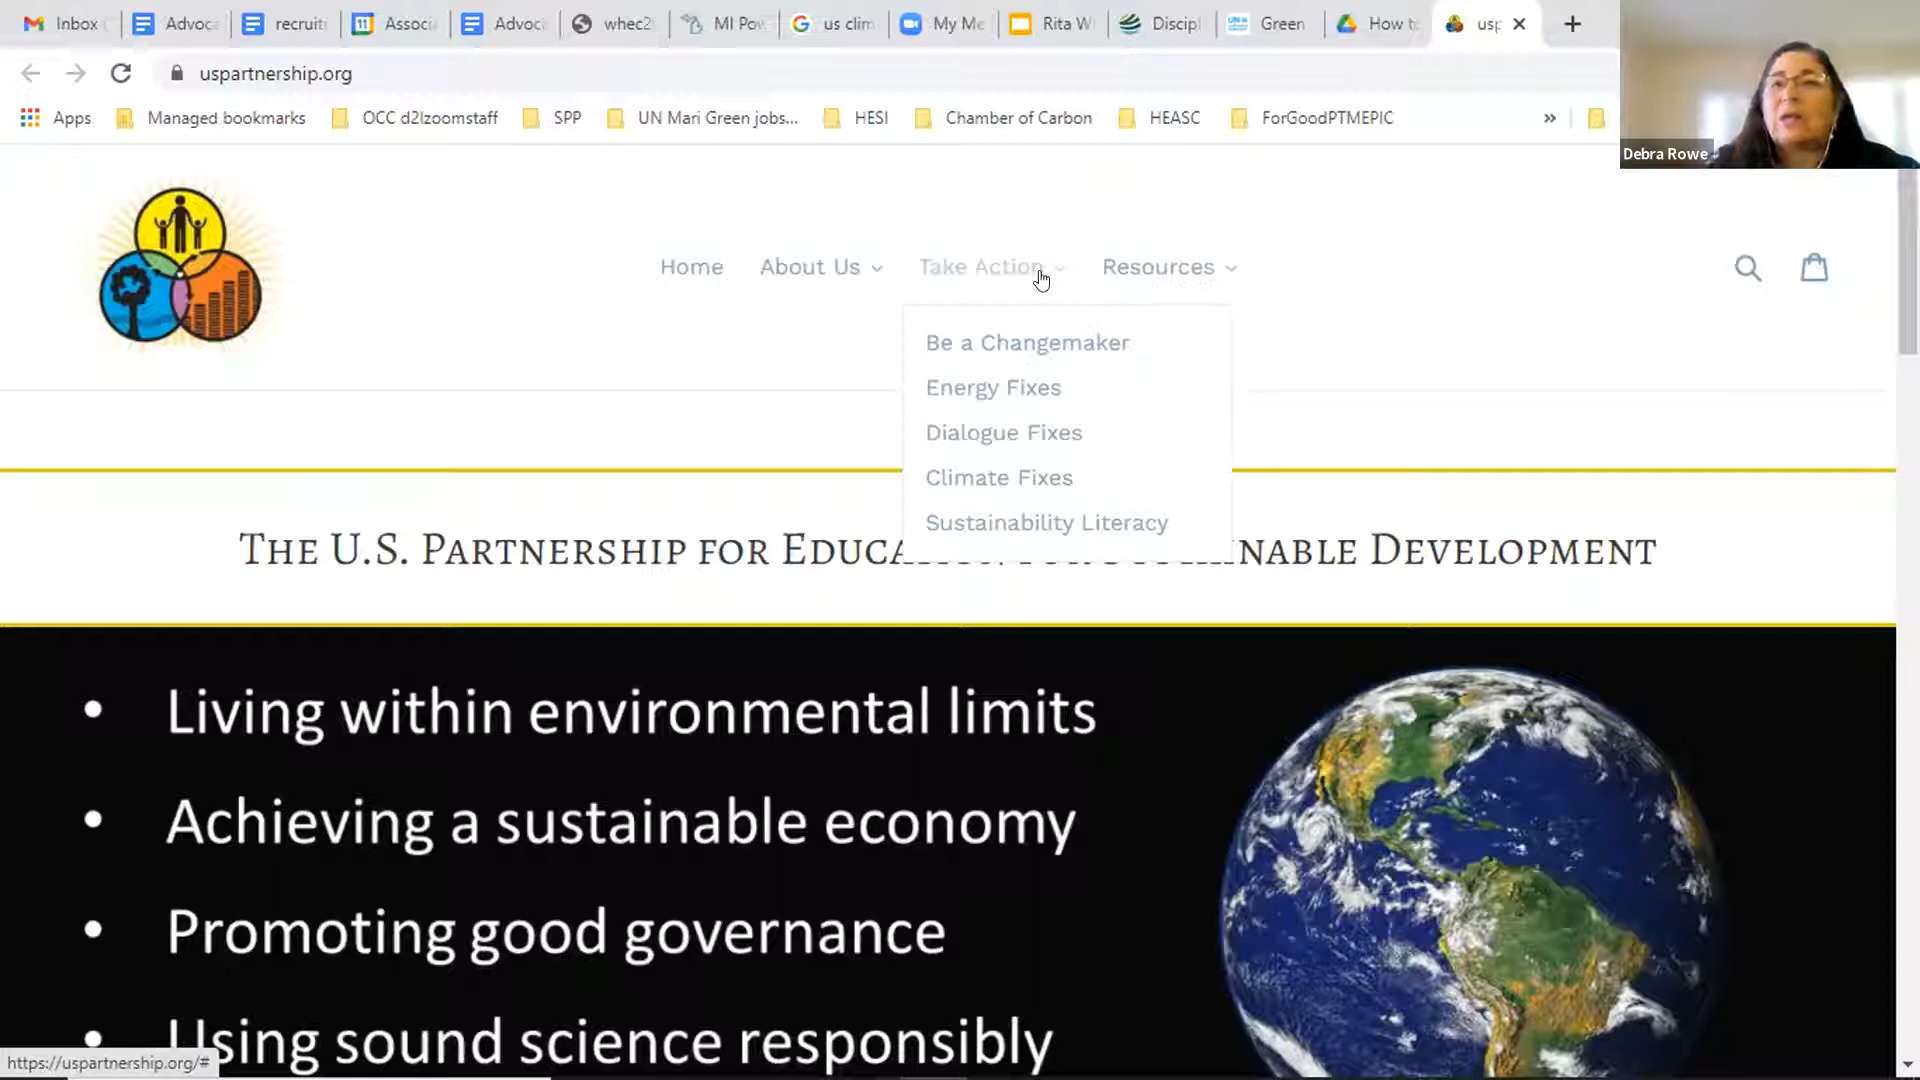 Inbox
Advoca
recruit
11 Associ
Advoca
whec2
MI Pow
us clim
My Me
Rita W
Discipl
Green
How to
usp
uspartnership.org
Apps
Managed bookmarks
OCC d2lzoomstaff
SPP
UN Mari Green jobs...
HESI
Chamber of Carbon
HEASC
ForGoodPTMEPIC
»
Debra Rowe
Home
About Us
Take Action
Resources
Be a Changemaker
Energy Fixes
Dialogue Fixes
Climate Fixes
Sustainability Literacy
THE U.S. PARTNERSHIP FOR EDUCA NABLE DEVELOPMENT
• Living within environmental limits
• Achieving a sustainable economy
• Promoting good governance
• Using sound science responsibly
https://uspartnership.org/#